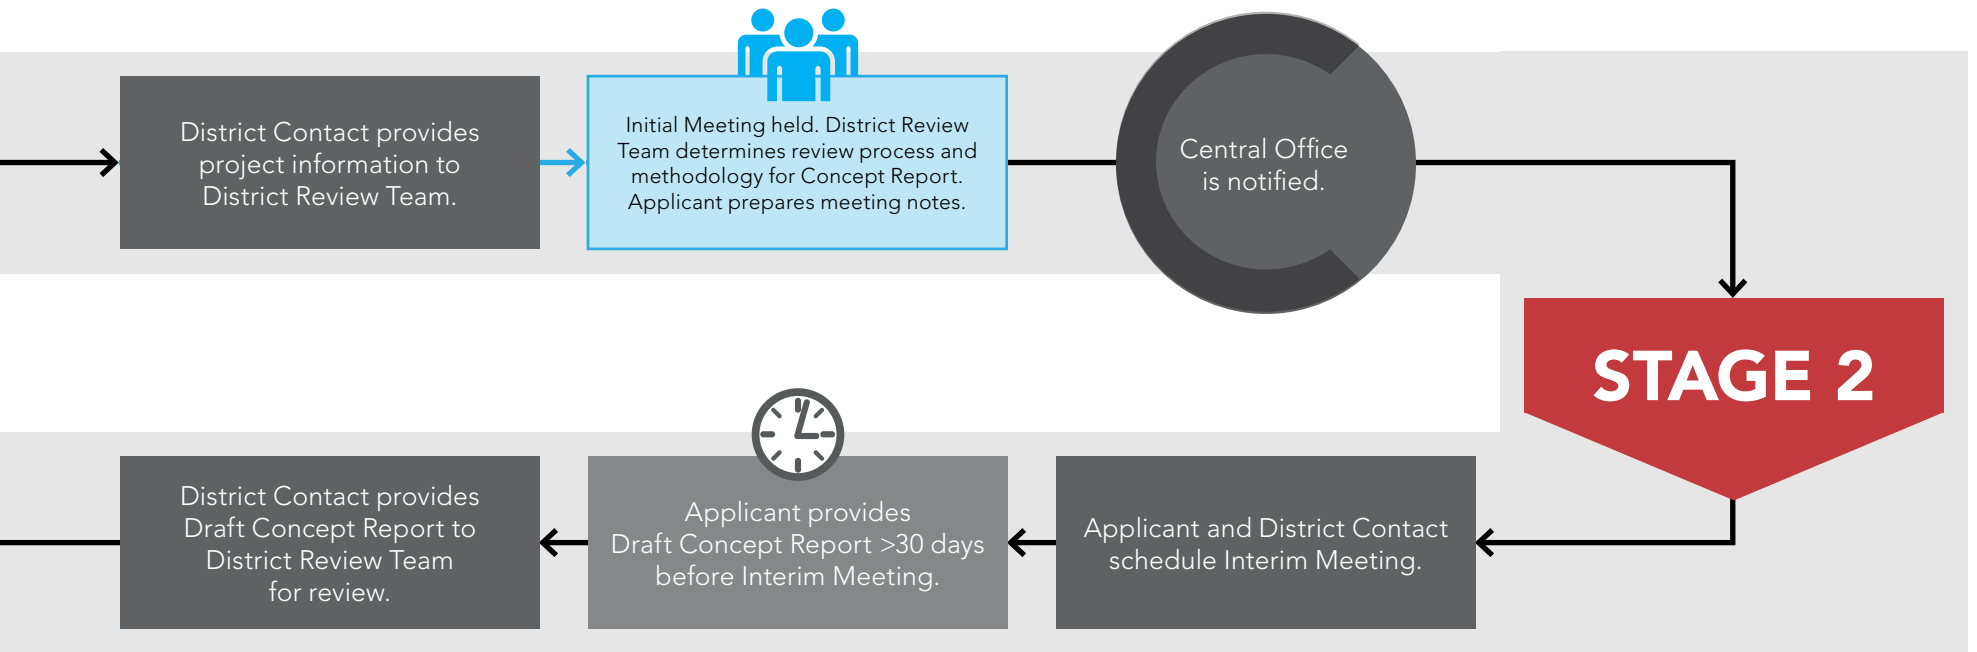 District Contact provides
project information to
District Review Team.
Initial Meeting held. District Review
Team determines review process and
methodology for Concept Report.
Applicant prepares meeting notes.
Central Office
is notified.
STAGE 2
Applicant and District Contact
schedule Interim Meeting.
Applicant provides
Draft Concept Report >30 days
before Interim Meeting.
District Contact provides
Draft Concept Report to
District Review Team
for review.